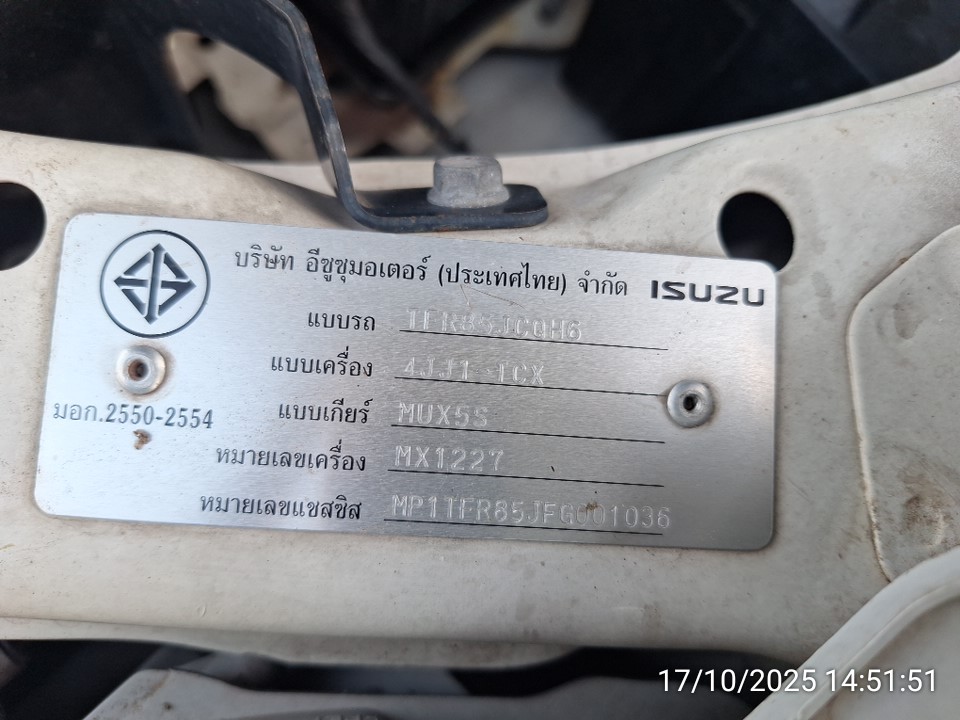 บริษัท อีซูซุมอเตอร์ (ประเทศไทย) จำกัด ISUZU
แบบรถ TFR85JCQH6
แบบเครื่อง 4JJ1-TCX
แบบเกียร์ MUX5S
มอก.2550-2554
หมายเลขเครื่อง MX1227
หมายเลขแชสซิส MP1TFR85JFG001036
17/10/2025 14:51:51